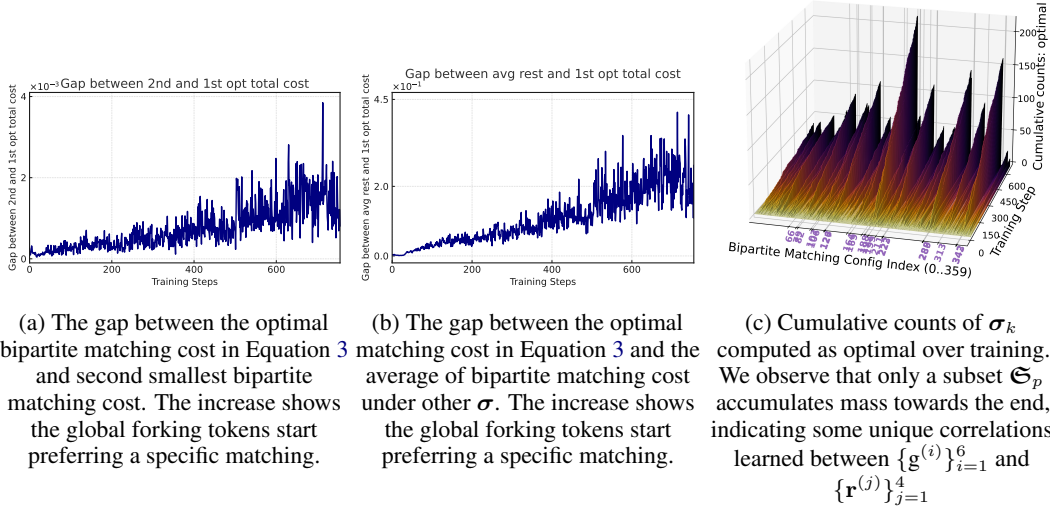 ×10⁻³
Gap between 2nd and 1st opt total cost
Gap between 2nd and 1st opt total cost
4
2
0
0
200
400
600
Training Steps
Gap between avg rest and 1st opt total cost
×10⁻¹
Gap between avg rest and 1st opt total cost
4.5
2.0
0.0
0
200
400
600
Training Steps
Cumulative counts: optimal
200
150
100
50
0
600
450
300
150
0
Training Step
288
313
342
Bipartite Matching Config Index (0..359)
(a) The gap between the optimal
bipartite matching cost in Equation 3
and second smallest bipartite
matching cost. The increase shows
the global forking tokens start
preferring a specific matching.
(b) The gap between the optimal
matching cost in Equation 3 and the
average of bipartite matching cost
under other σ. The increase shows
the global forking tokens start
preferring a specific matching.
(c) Cumulative counts of σₖ
computed as optimal over training.
We observe that only a subset 𝕾ₚ
accumulates mass towards the end,
indicating some unique correlations
learned between {g⁽ⁱ⁾}⁶ᵢ₌₁ and
{r⁽ʲ⁾}⁴ⱼ₌₁